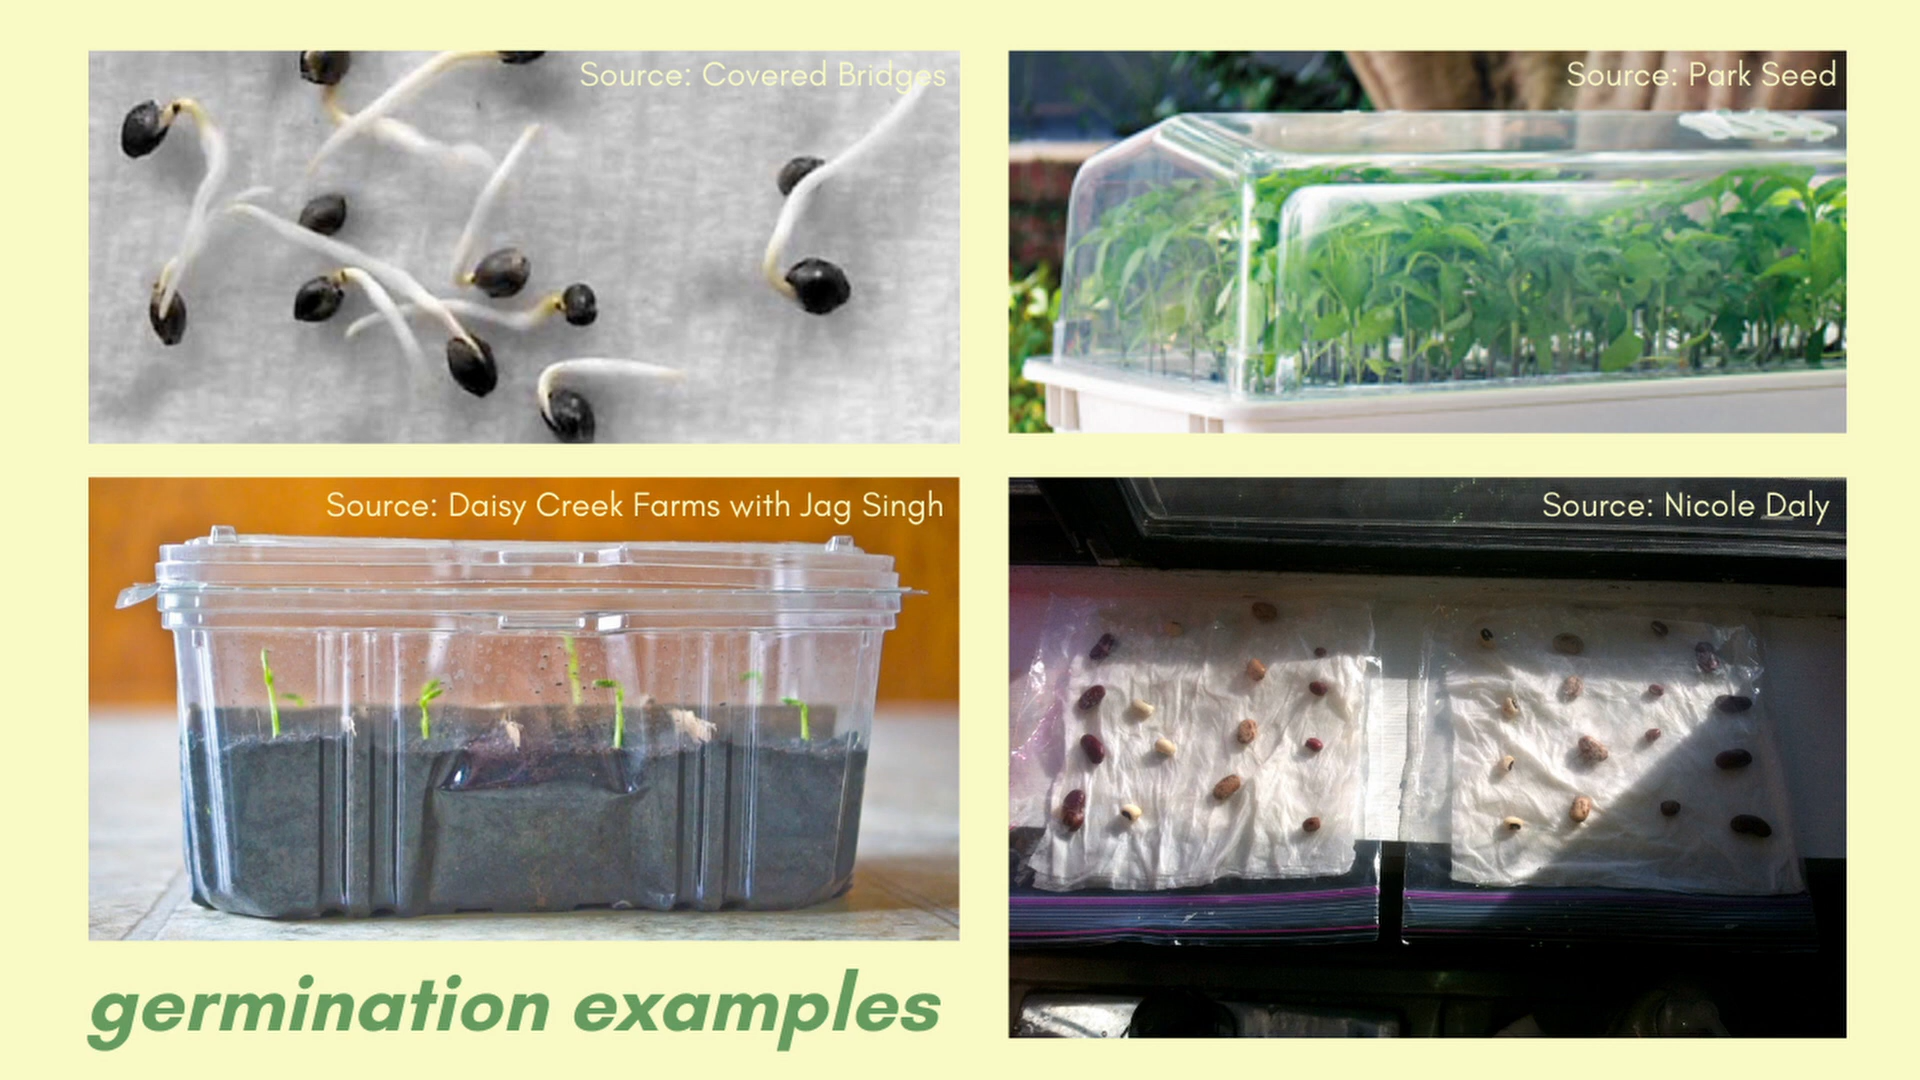 Source: Covered Bridges
Source: Park Seed
Source: Daisy Creek Farms with Jag Singh
Source: Nicole Daly
germination examples